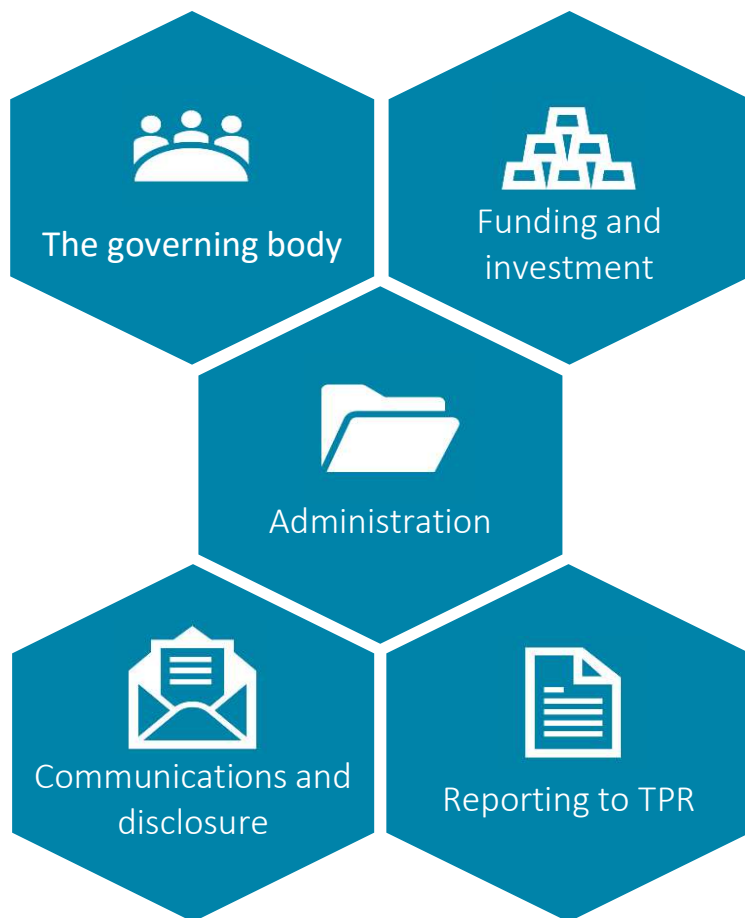 The governing body
Funding and
investment
Administration
Communications and
disclosure
Reporting to TPR